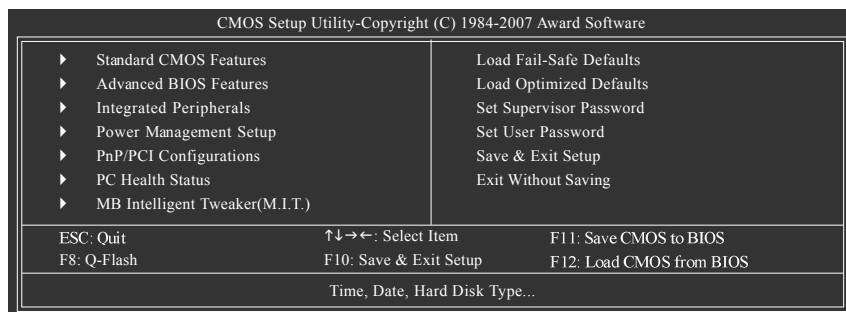 CMOS Setup Utility-Copyright (C) 1984-2007 Award Software
Standard CMOS Features
Advanced BIOS Features
Integrated Peripherals
Power Management Setup
PnP/PCI Configurations
PC Health Status
MB Intelligent Tweaker(M.I.T.)
Load Fail-Safe Defaults
Load Optimized Defaults
Set Supervisor Password
Set User Password
Save & Exit Setup
Exit Without Saving
ESC: Quit ↑↓→←: Select Item F11: Save CMOS to BIOS
F8: Q-Flash F10: Save & Exit Setup F12: Load CMOS from BIOS
Time, Date, Hard Disk Type...